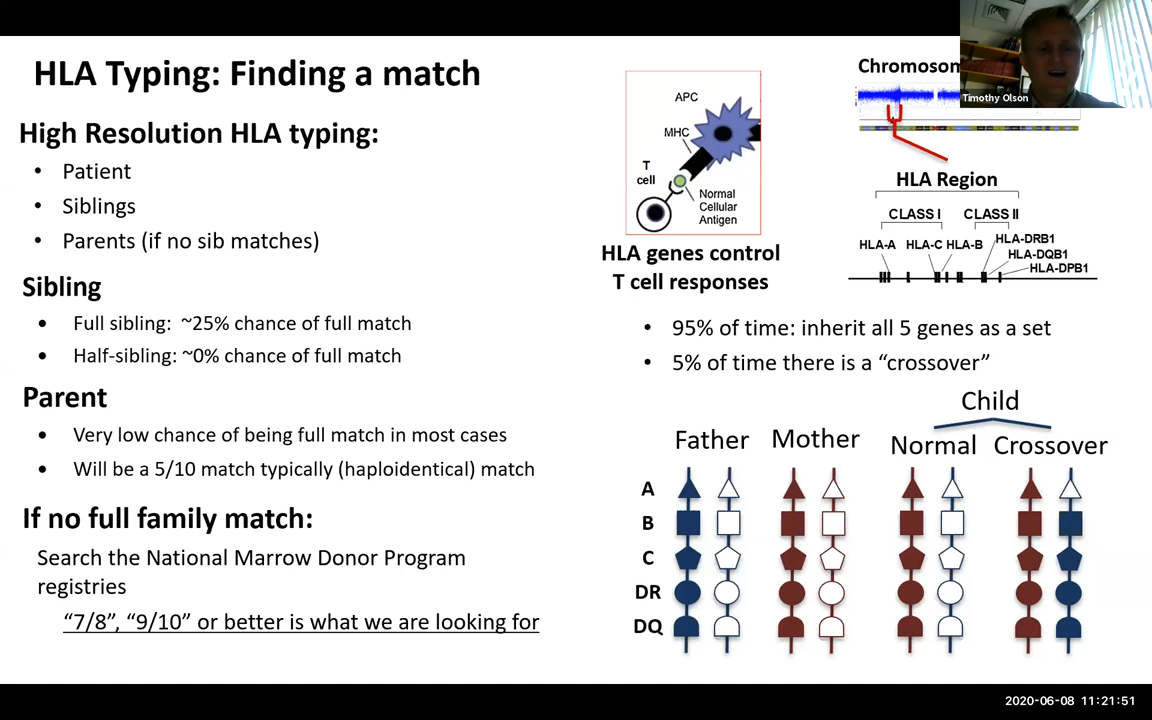 HLA Typing: Finding a match
High Resolution HLA typing:
• Patient
• Siblings
• Parents (if no sib matches)
Sibling
• Full sibling: ~25% chance of full match
• Half-sibling: ~0% chance of full match
Parent
• Very low chance of being full match in most cases
• Will be a 5/10 match typically (haploidentical) match
If no full family match:
Search the National Marrow Donor Program
registries
“7/8”, “9/10” or better is what we are looking for
APC
MHC
T
cell
Normal
Cellular
Antigen
HLA genes control
T cell responses
Chromosom
Timothy Olson
HLA Region
CLASS I CLASS II
HLA-A HLA-C HLA-B HLA-DRB1
HLA-DQB1
HLA-DPB1
• 95% of time: inherit all 5 genes as a set
• 5% of time there is a “crossover”
Child
Father Mother Normal Crossover
A
B
C
DR
DQ
2020-06-08 11:21:51